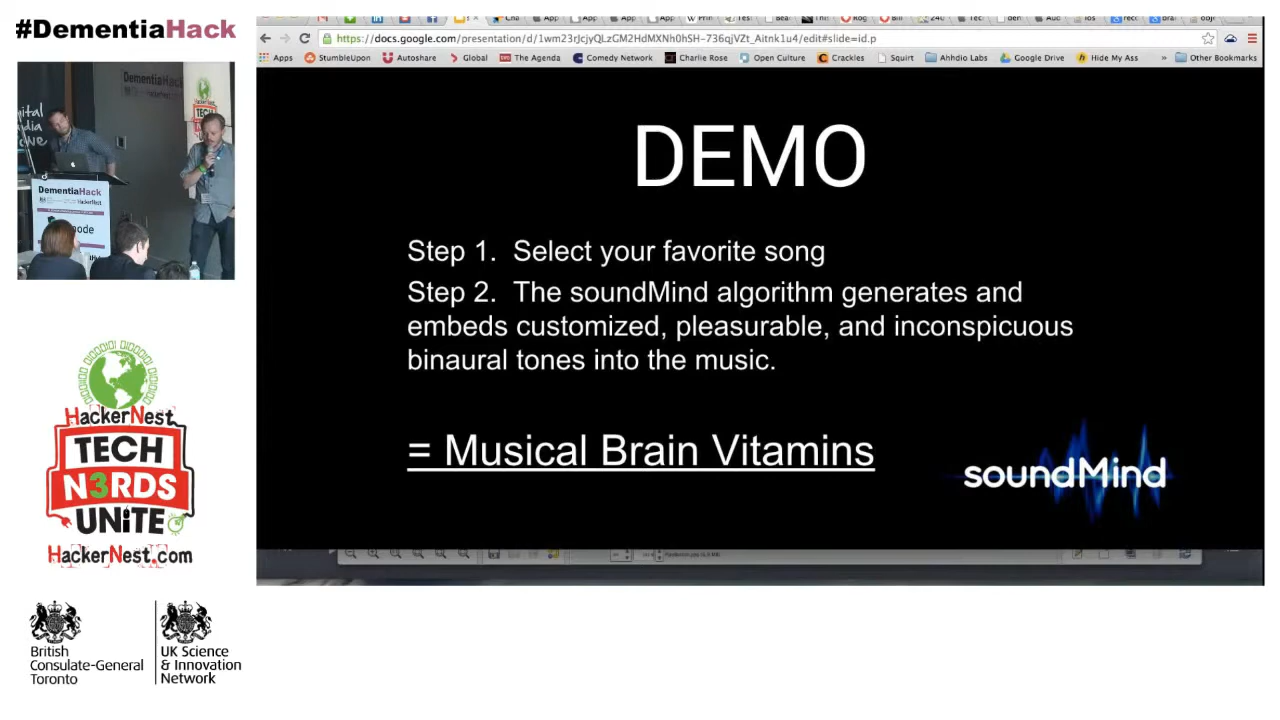 #DementiaHack
https://docs.google.com/presentation/d/1wm23rJcjyQLzGM2HdMXNh0hSH-736qjVZt_Aitnk1u4/edit#slide=id.p
Apps StumbleUpon Autoshare Global The Agenda Comedy Network Charlie Rose Open Culture Crackles Squirt Ahhdio Labs Google Drive Hide My Ass » Other Bookmarks
DEMO
Step 1. Select your favorite song
Step 2. The soundMind algorithm generates and
embeds customized, pleasurable, and inconspicuous
binaural tones into the music.
= Musical Brain Vitamins
soundMind
DementiaHack
HackerNest
TECH
N3RDS
UNiTE
HackerNest.com
British
Consulate-General
Toronto
UK Science
& Innovation
Network